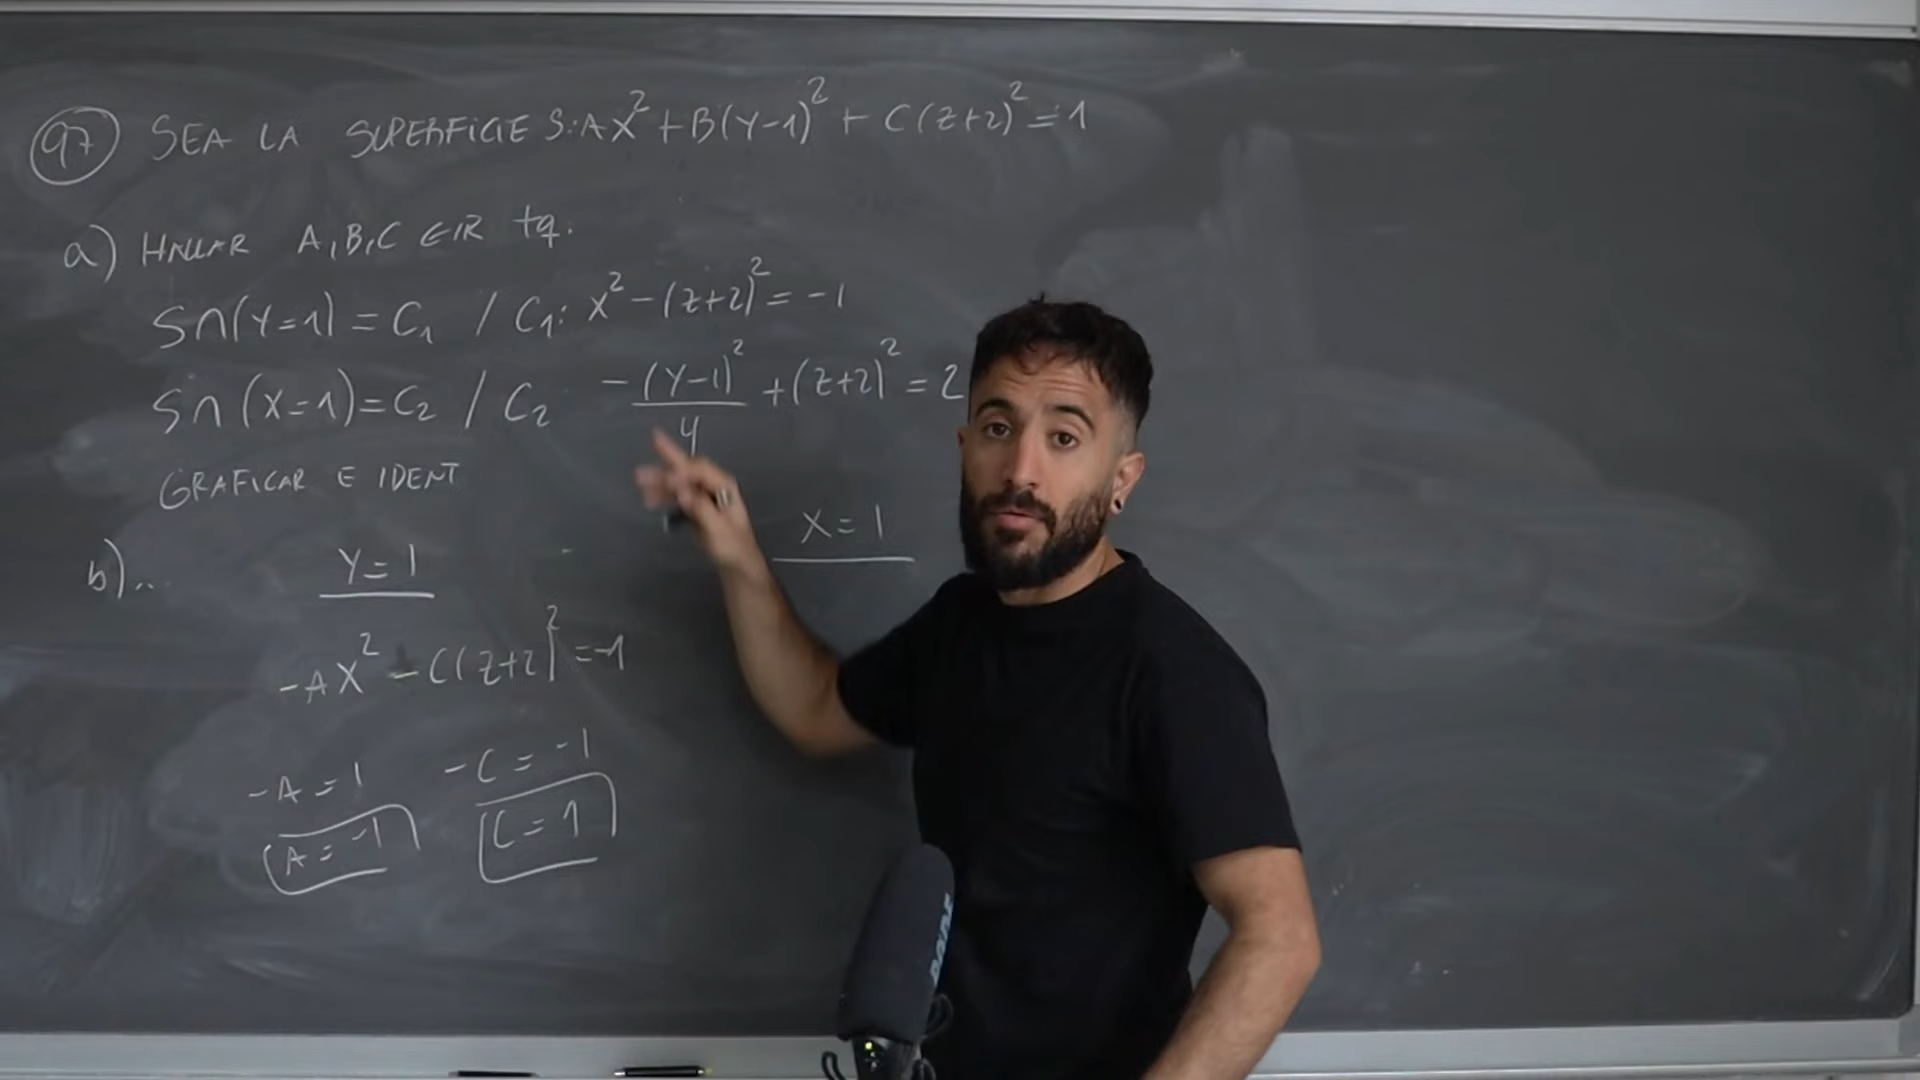 97 SEA LA SUPERFICIE S: AX² + B(Y-1)² + C(Z+2)² = 1
a) HALLAR A,B,C ∈ ℝ tq.
S∩(Y=1) = C₁ / C₁: X² - (Z+2)² = -1
S∩(X=1) = C₂ / C₂ -(Y-1)²/4 + (Z+2)² = 2
GRAFICAR E IDENT
b)...
Y=1
X=1
-AX² - C(Z+2)² = -1
-A = 1
-C = -1
A = -1
C = 1